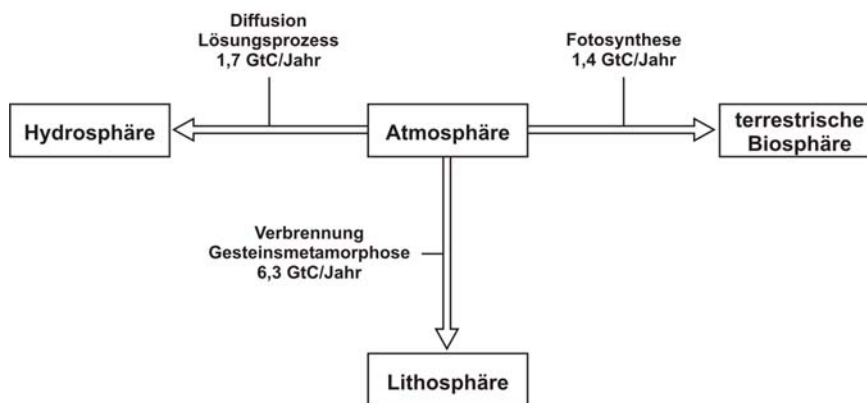 Diffusion
Lösungsprozess
1,7 GtC/Jahr
Fotosynthese
1,4 GtC/Jahr
Hydrosphäre
Atmosphäre
terrestrische
Biosphäre
Verbrennung
Gesteinsmetamorphose
6,3 GtC/Jahr
Lithosphäre